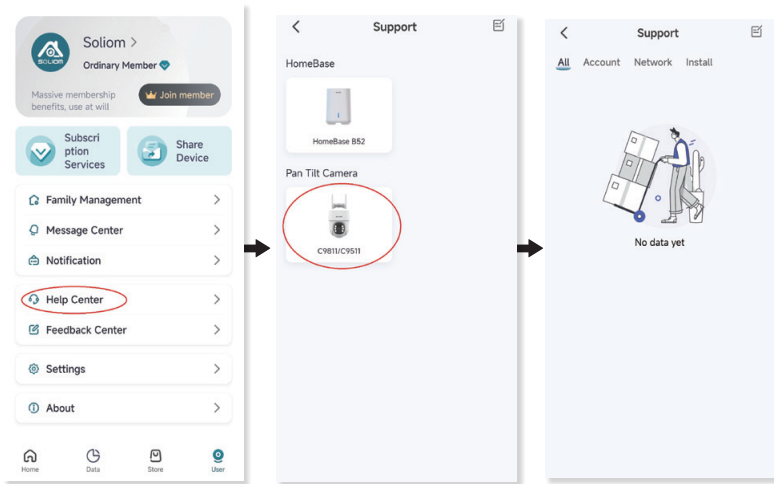 SOLIOM
Soliom >
Ordinary Member
Massive membership
benefits, use at will
Join member
Subscri
ption
Services
Share
Device
Family Management
Message Center
Notification
Help Center
Feedback Center
Settings
About
Home
Data
Store
User
Support
HomeBase
HomeBase B52
Pan Tilt Camera
C9811/C9511
Support
All Account Network Install
No data yet